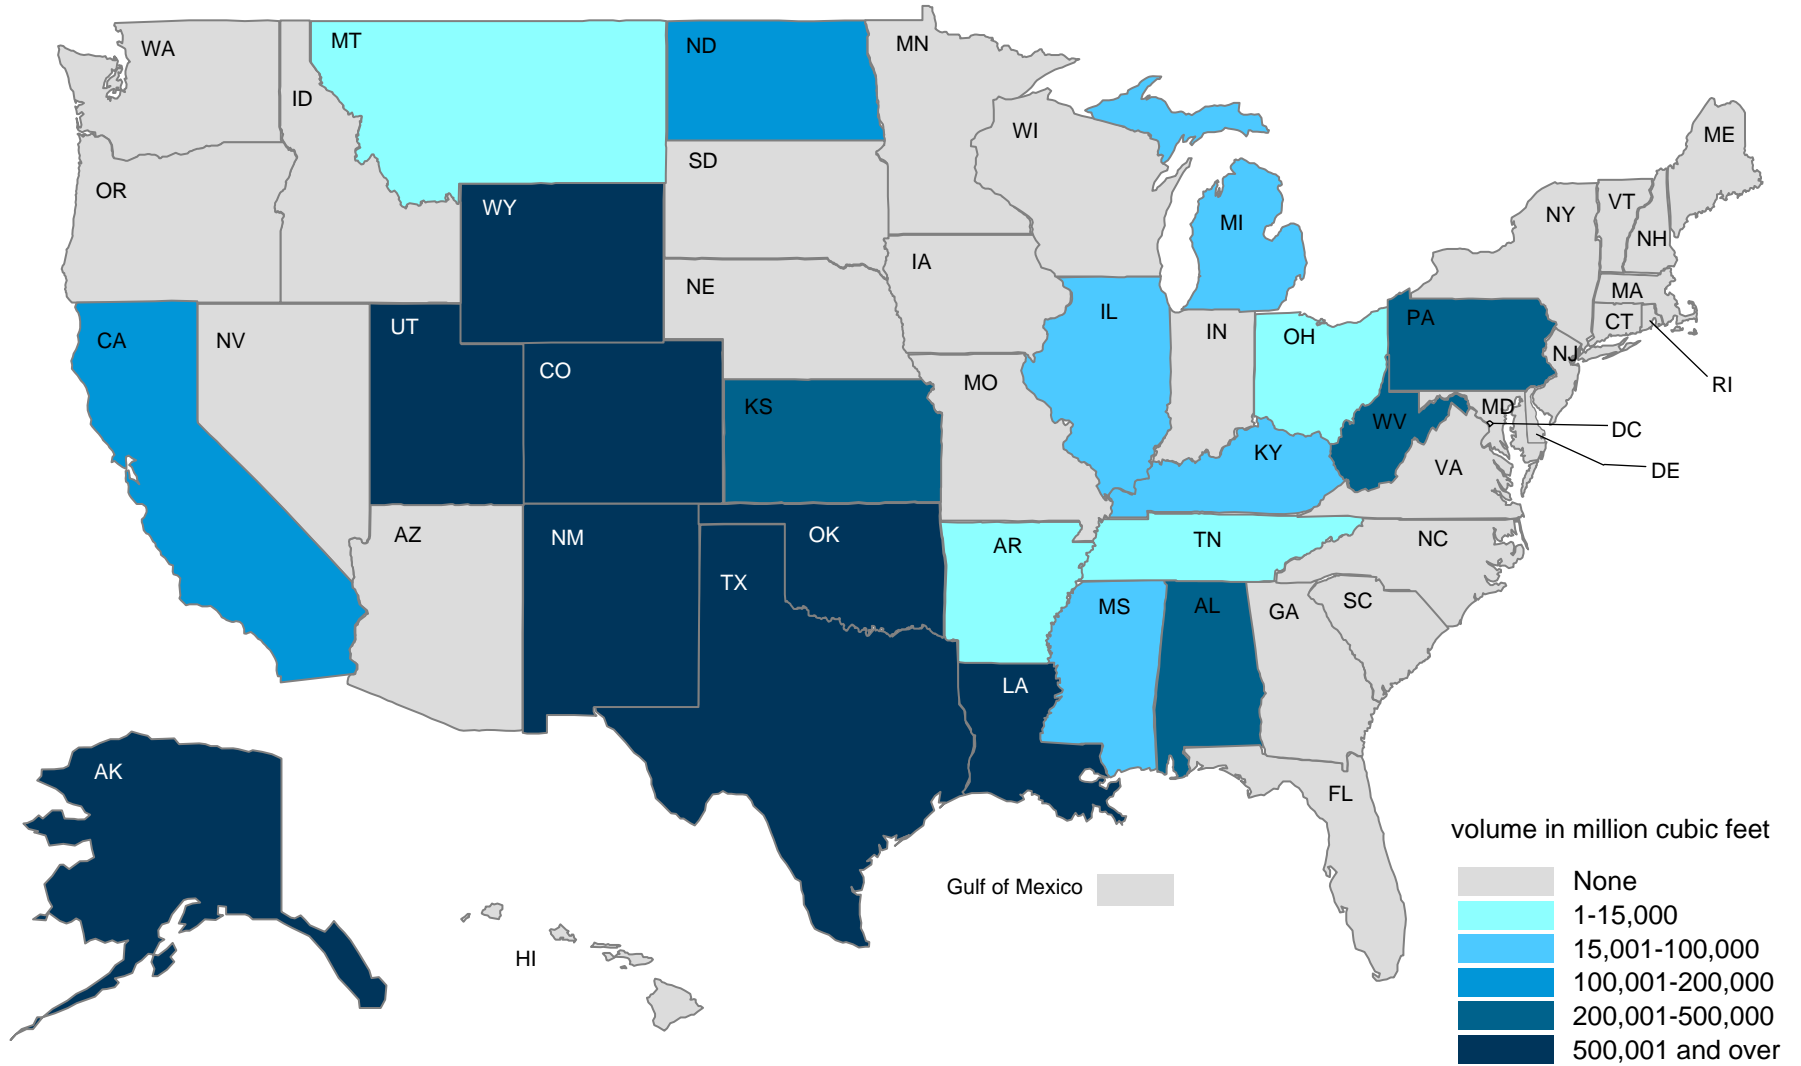 WA
MT
ND
MN
ID
WI
ME
SD
OR
VT
WY
NY
MI
NH
IA
NE
MA
IL
PA
CT
UT
IN
CA
NV
OH
NJ
CO
MO
RI
KS
MD
WV
DC
KY
VA
DE
AZ
NM
OK
AR
TN
NC
TX
MS
AL
SC
GA
LA
AK
FL
volume in million cubic feet
Gulf of Mexico
None
1-15,000
15,001-100,000
HI
100,001-200,000
200,001-500,000
500,001 and over